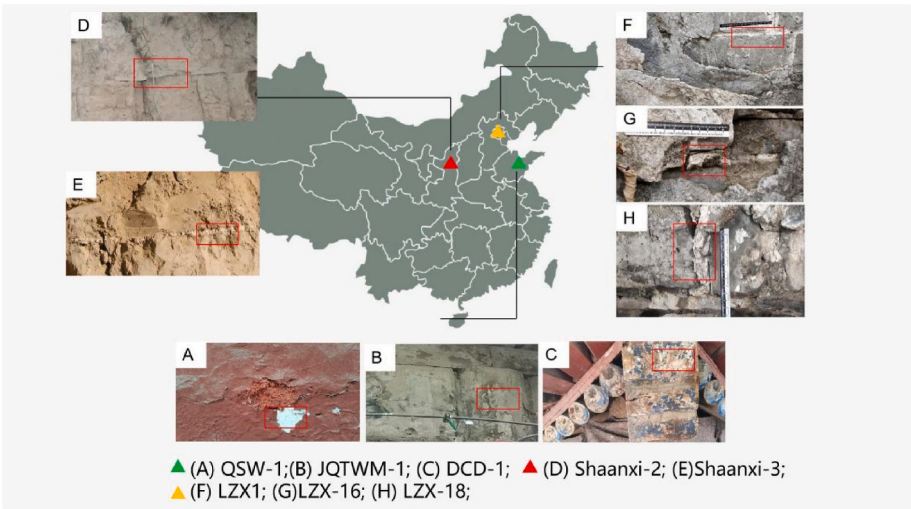 D
F
G
E
H
A
B
C
(A) QSW-1;(B) JQTWM-1; (C) DCD-1; (D) Shaanxi-2; (E)Shaanxi-3;
(F) LZX1; (G)LZX-16; (H) LZX-18;